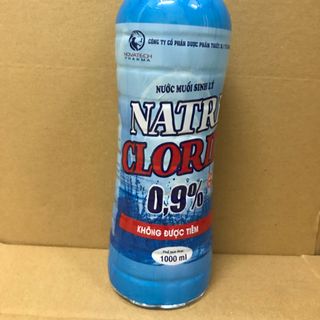 NOVATECH
PHARMA
CÔNG TY CỔ PHẦN DƯỢC PHẨM
NƯỚC MUỐI SINH LÝ
NATRI
CLORI
0,9%
KHÔNG ĐƯỢC TIÊM
1000 ml